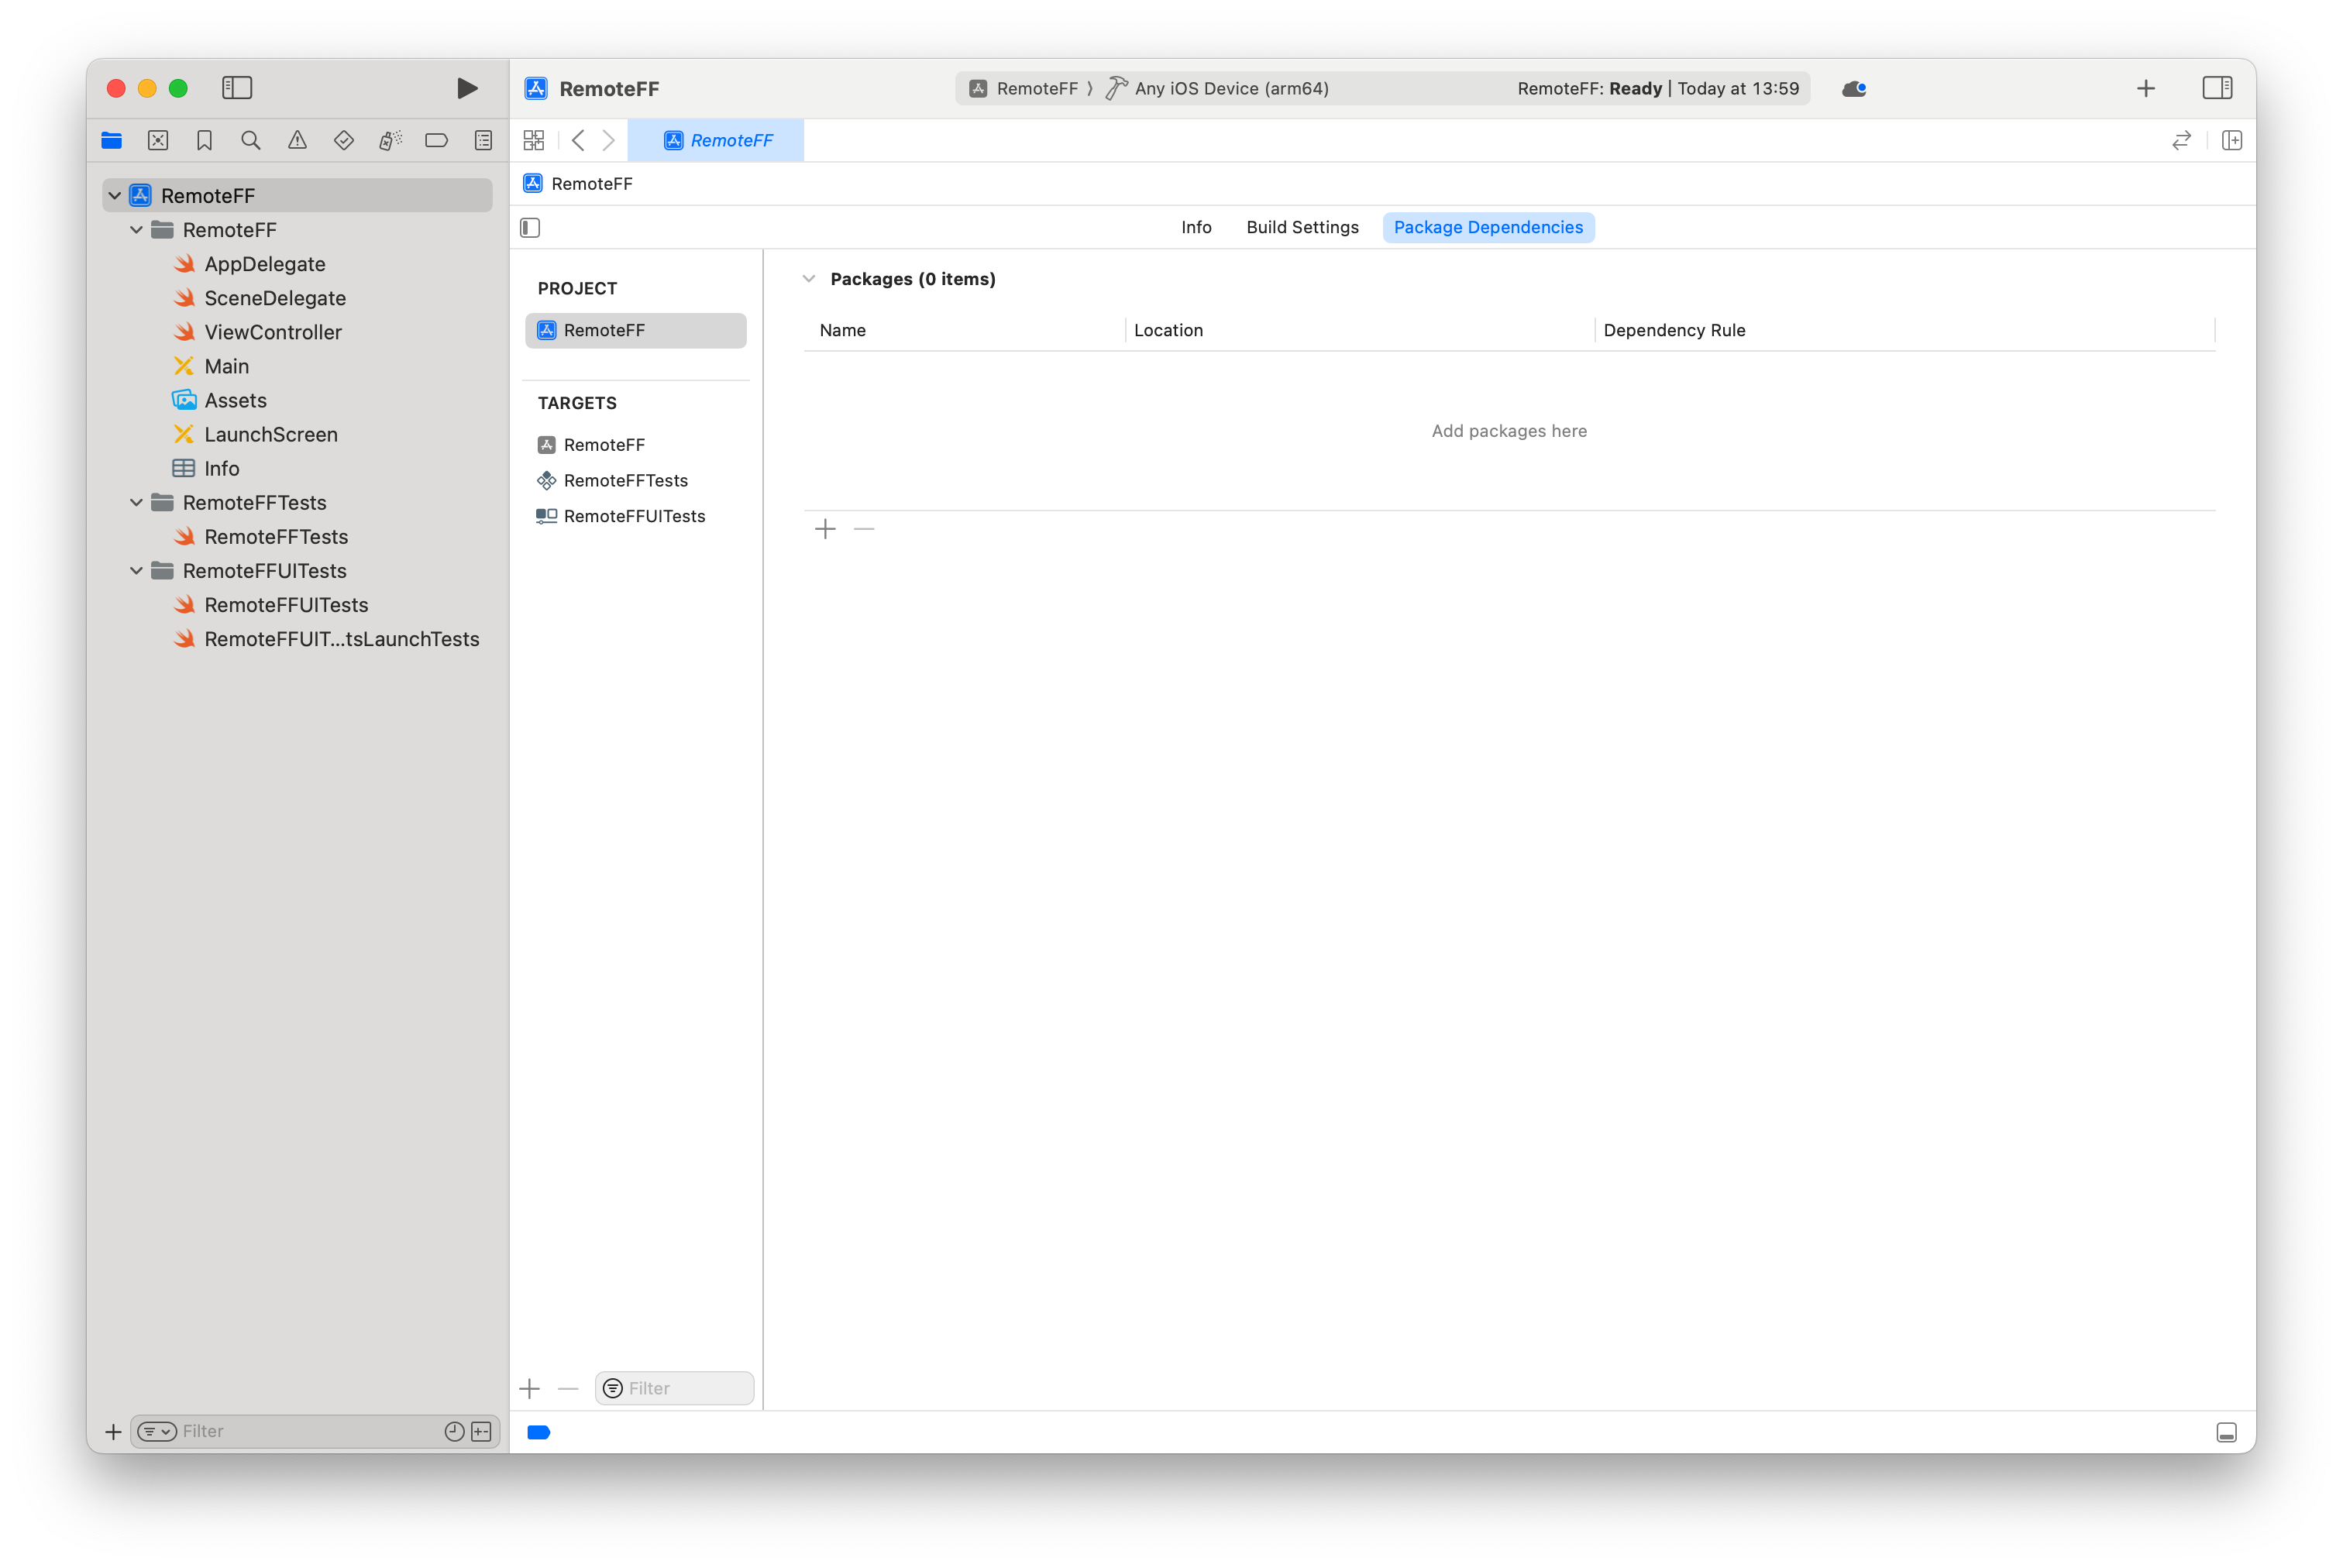 RemoteFF
RemoteFF
Any iOS Device (arm64)
RemoteFF: Ready | Today at 13:59
RemoteFF
RemoteFF
RemoteFF
RemoteFF
AppDelegate
SceneDelegate
ViewController
Main
Assets
LaunchScreen
Info
RemoteFFTests
RemoteFFTests
RemoteFFUITests
RemoteFFUITests
RemoteFFUIT...tsLaunchTests
Filter
Info
Build Settings
Package Dependencies
PROJECT
RemoteFF
TARGETS
RemoteFF
RemoteFFTests
RemoteFFUITests
Filter
Packages (0 items)
Name
Location
Dependency Rule
Add packages here